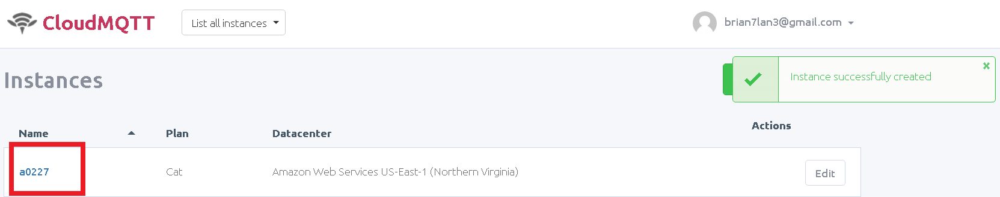 CloudMQTT
List all instances
brian7lan3@gmail.com
Instances
Instance successfully created
Name
Plan
Datacenter
Actions
a0227
Cat
Amazon Web Services US-East-1 (Northern Virginia)
Edit